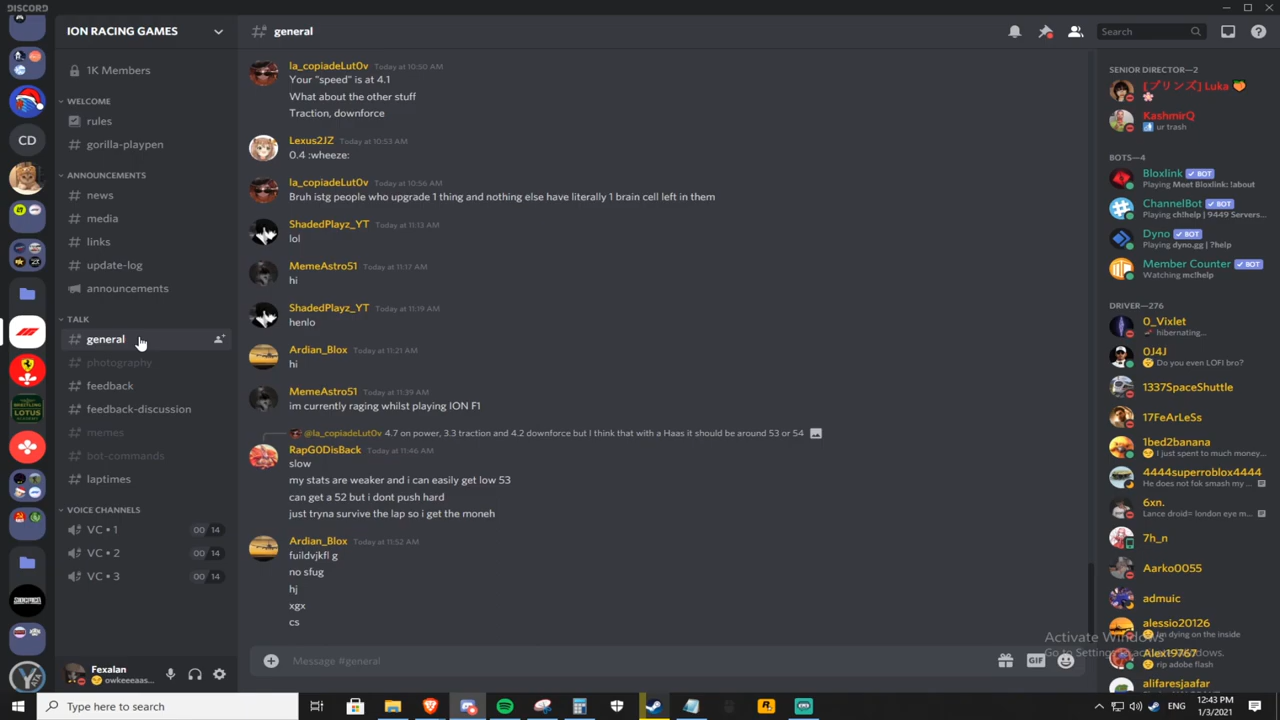 DISCORD
ION RACING GAMES
general
Search
1K Members
WELCOME
rules
gorilla-playpen
ANNOUNCEMENTS
news
media
links
update-log
announcements
TALK
general
photography
feedback
feedback-discussion
memes
bot-commands
laptimes
VOICE CHANNELS
VC • 1
00 14
VC • 2
00 14
VC • 3
00 14
Fexalan
owkeeeaas...
CD
la_copiadeLut0v Today at 10:50 AM
Your "speed" is at 4.1
What about the other stuff
Traction, downforce
Lexus2JZ Today at 10:53 AM
0.4 :wheeze:
la_copiadeLut0v Today at 10:56 AM
Bruh istg people who upgrade 1 thing and nothing else have literally 1 brain cell left in them
ShadedPlayz_YT Today at 11:13 AM
lol
MemeAstro51 Today at 11:17 AM
hi
ShadedPlayz_YT Today at 11:19 AM
henlo
Ardian_Blox Today at 11:21 AM
hi
MemeAstro51 Today at 11:39 AM
im currently raging whilst playing ION F1
@la_copiadeLut0v 4.7 on power, 3.3 traction and 4.2 downforce but I think that with a Haas it should be around 53 or 54
RapG0DisBack Today at 11:46 AM
slow
my stats are weaker and i can easily get low 53
can get a 52 but i dont push hard
just tryna survive the lap so i get the moneh
Ardian_Blox Today at 11:52 AM
fuildvjkfl g
no sfug
hj
xgx
cs
Message #general
GIF
SENIOR DIRECTOR—2
[プリンズ] Luka
KashmirQ
ur trash
BOTS—4
Bloxlink BOT
Playing Meet Bloxlink: !about
ChannelBot BOT
Playing ch!help | 9449 Servers...
Dyno BOT
Playing dyno.gg | ?help
Member Counter BOT
Watching mc!help
DRIVER—276
0_Vixlet
hibernating...
0J4J
Do you even LOFI bro?
1337SpaceShuttle
17FeArLeSs
1bed2banana
I just spent to much money...
4444superroblox4444
He does not fok smash my ...
6xn.
Lance droid= london eye m...
7h_n
Aarko0055
admuic
alessio20126
im dying on the inside
Alex19767
rip adobe flash
alifaresjaafar
Activate Windows
Go to Settings to activate Windows.
Type here to search
ENG
12:43 PM
1/3/2021